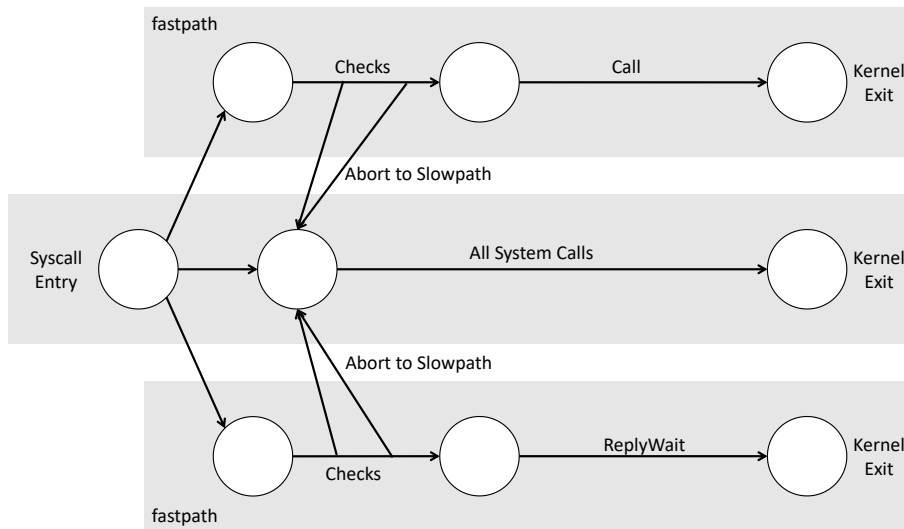 fastpath
Checks
Call
Kernel
Exit
Abort to Slowpath
Syscall
Entry
All System Calls
Kernel
Exit
Abort to Slowpath
Checks
ReplyWait
Kernel
Exit
fastpath